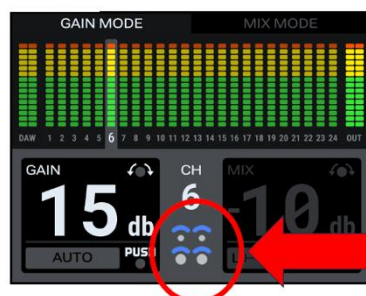 GAIN MODE
MIX MODE
DAW 1 2 3 4 5 6 7 8 9 10 11 12 13 14 15 16 17 18 19 20 21 22 23 24 OUT
GAIN
CH
MIX
15 db
6
-10 db
AUTO
PUSH